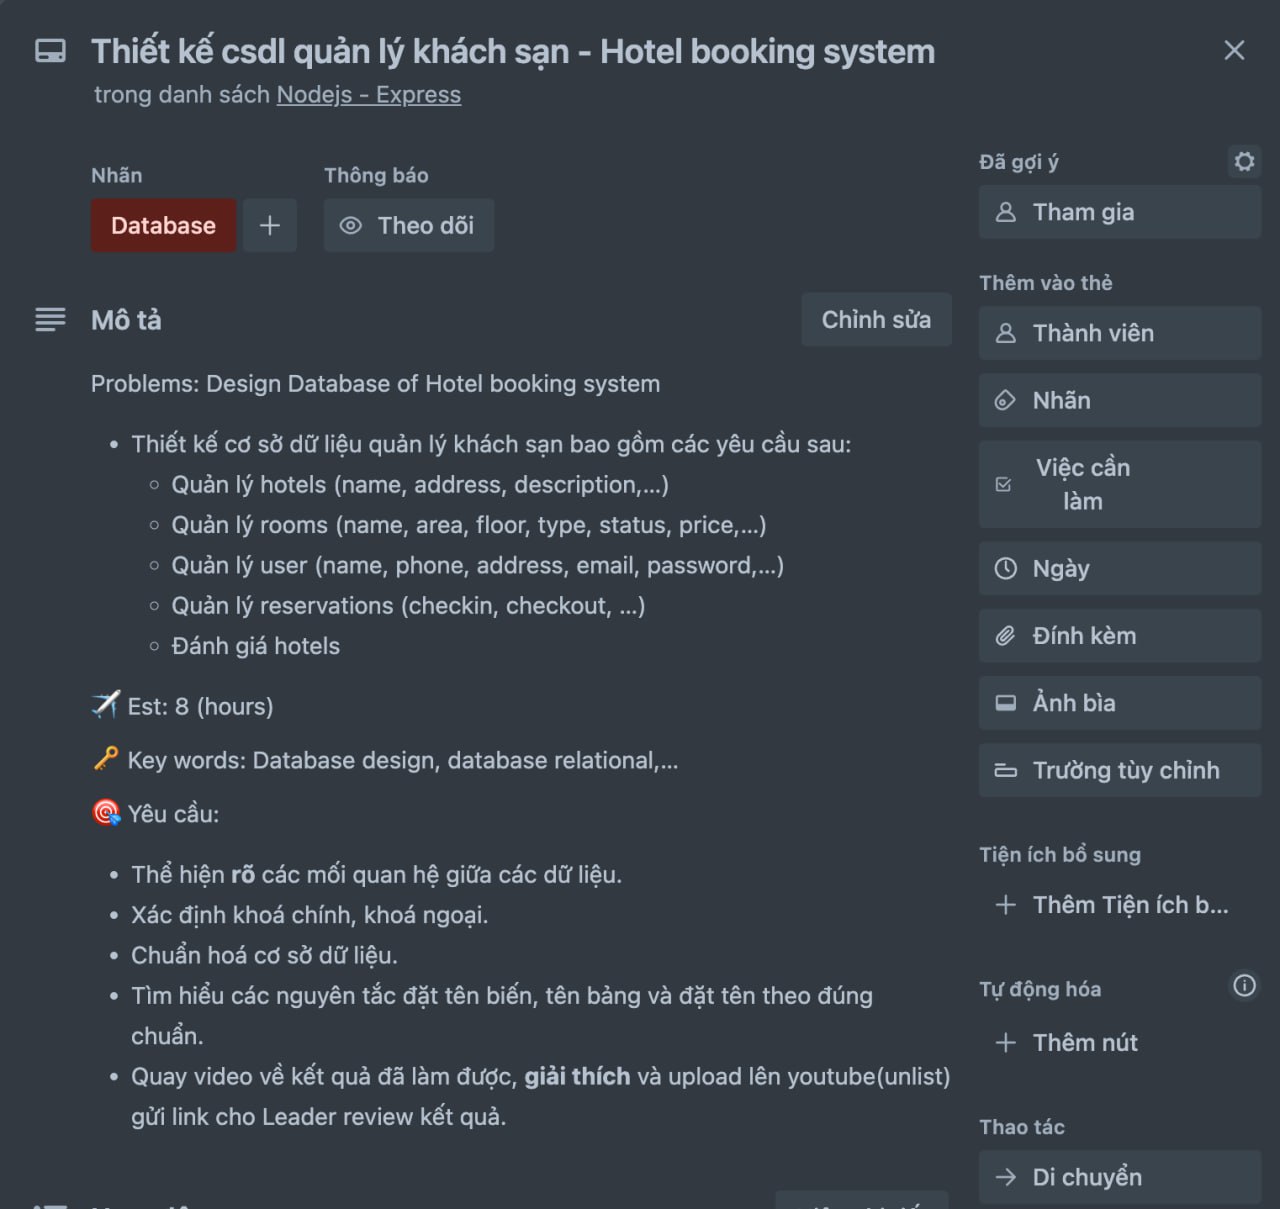 Thiết kế csdl quản lý khách sạn - Hotel booking system
trong danh sách Nodejs - Express
Nhãn
Thông báo
Database
Theo dõi
Mô tả
Chỉnh sửa
Problems: Design Database of Hotel booking system
Thiết kế cơ sở dữ liệu quản lý khách sạn bao gồm các yêu cầu sau:
Quản lý hotels (name, address, description,...)
Quản lý rooms (name, area, floor, type, status, price,...)
Quản lý user (name, phone, address, email, password,...)
Quản lý reservations (checkin, checkout, ...)
Đánh giá hotels
Est: 8 (hours)
Key words: Database design, database relational,...
Yêu cầu:
Thể hiện rõ các mối quan hệ giữa các dữ liệu.
Xác định khoá chính, khoá ngoại.
Chuẩn hoá cơ sở dữ liệu.
Tìm hiểu các nguyên tắc đặt tên biến, tên bảng và đặt tên theo đúng
chuẩn.
Quay video về kết quả đã làm được, giải thích và upload lên youtube(unlist)
gửi link cho Leader review kết quả.
Đã gợi ý
Tham gia
Thêm vào thẻ
Thành viên
Nhãn
Việc cần
làm
Ngày
Đính kèm
Ảnh bìa
Trường tùy chỉnh
Tiện ích bổ sung
Thêm Tiện ích b...
Tự động hóa
Thêm nút
Thao tác
Di chuyển